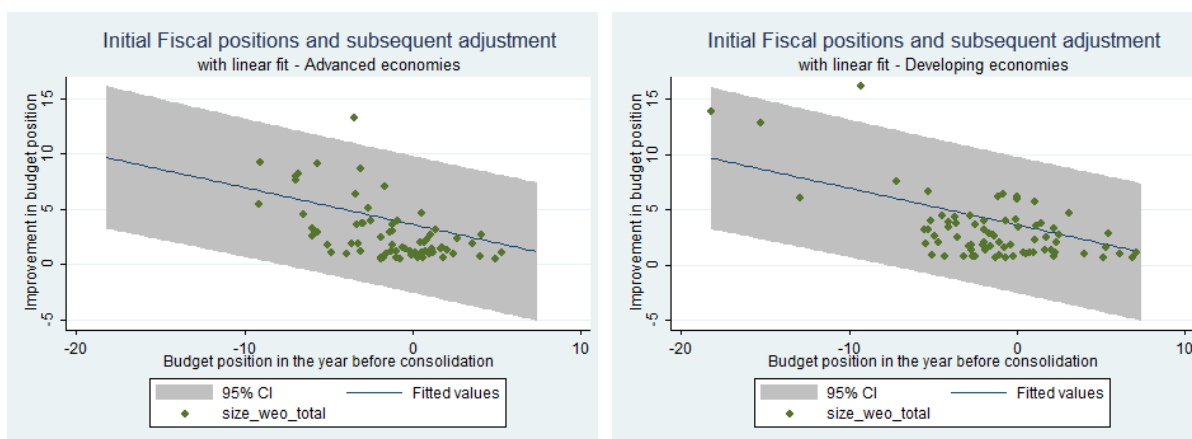 Initial Fiscal positions and subsequent adjustment
with linear fit - Advanced economies
Improvement in budget position
15
10
5
0
-5
-20
-10
0
10
Budget position in the year before consolidation
95% CI
Fitted values
size_weo_total
Initial Fiscal positions and subsequent adjustment
with linear fit - Developing economies
Improvement in budget position
15
10
5
0
-5
-20
-10
0
10
Budget position in the year before consolidation
95% CI
Fitted values
size_weo_total